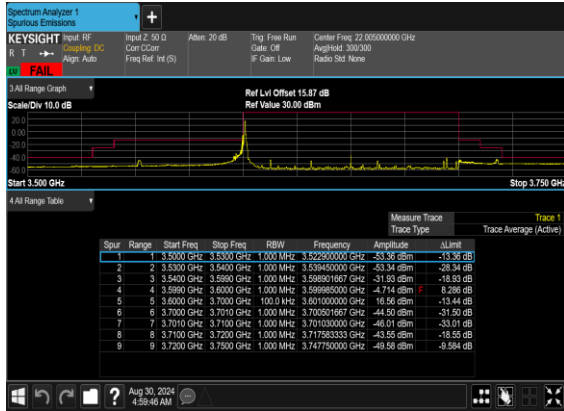 Spectrum Analyzer 1
Spurious Emissions
+
KEYSIGHT Input: RF Input Z: 50 Ω Atten: 20 dB Trig: Free Run Center Freq: 22.005000000 GHz
R T Coupling: DC Corr CCorr Gate: Off Avg|Hold: 300/300
Align: Auto Freq Ref: Int (S) IF Gain: Low Radio Std: None
LV FAIL
3 All Range Graph
Ref Lvl Offset 15.87 dB
Scale/Div 10.0 dB Ref Value 30.00 dBm
20.0
0.00
-20.0
-40.0
Start 3.500 GHz Stop 3.750 GHz
4 All Range Table
Measure Trace Trace 1
Trace Type Trace Average (Active)
Spur Range Start Freq Stop Freq RBW Frequency Amplitude ΔLimit
1 1 3.5000 GHz 3.5300 GHz 1.000 MHz 3.522900000 GHz -53.36 dBm -13.36 dB
2 2 3.5300 GHz 3.5400 GHz 1.000 MHz 3.539450000 GHz -53.34 dBm -28.34 dB
3 3 3.5400 GHz 3.5990 GHz 1.000 MHz 3.598901667 GHz -31.93 dBm -18.93 dB
4 4 3.5990 GHz 3.6000 GHz 1.000 MHz 3.599985000 GHz -4.714 dBm F 8.286 dB
5 5 3.6000 GHz 3.7000 GHz 100.0 kHz 3.601000000 GHz 16.56 dBm -13.44 dB
6 6 3.7000 GHz 3.7010 GHz 1.000 MHz 3.700501667 GHz -44.50 dBm -31.50 dB
7 7 3.7010 GHz 3.7100 GHz 1.000 MHz 3.701030000 GHz -46.01 dBm -33.01 dB
8 8 3.7100 GHz 3.7200 GHz 1.000 MHz 3.717583333 GHz -43.55 dBm -18.55 dB
9 9 3.7200 GHz 3.7500 GHz 1.000 MHz 3.747750000 GHz -49.58 dBm -9.584 dB
? Aug 30, 2024
4:59:46 AM